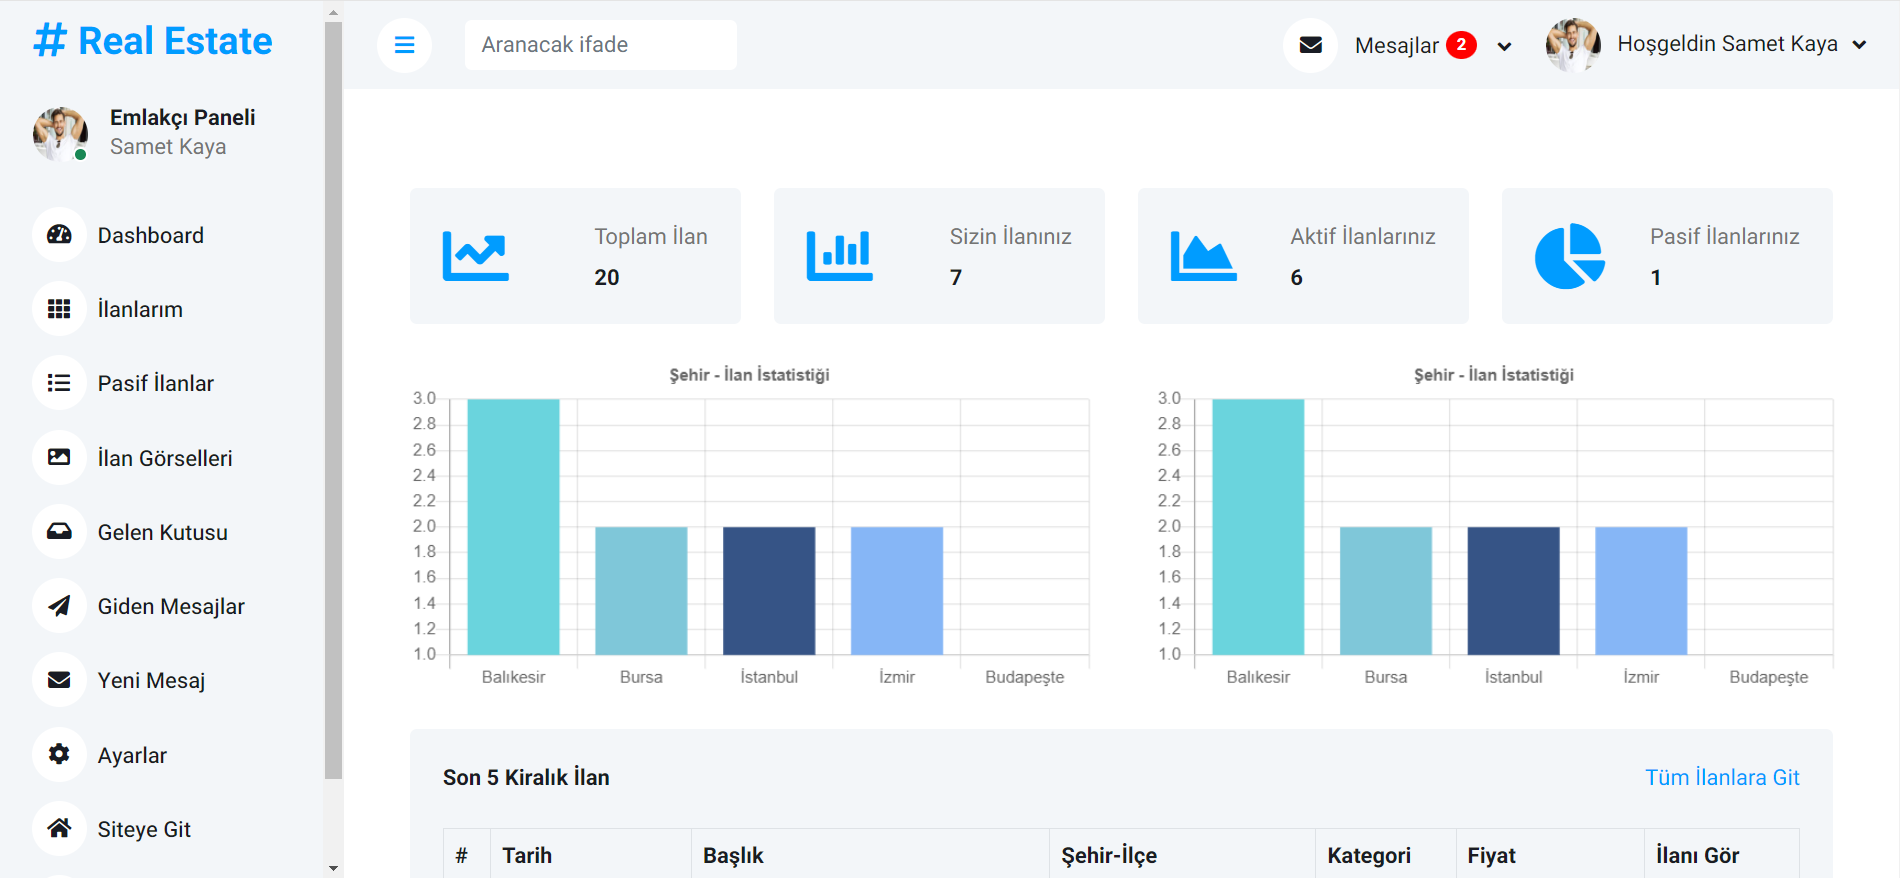 # Real Estate
Emlakçı Paneli
Samet Kaya
Dashboard
İlanlarım
Pasif İlanlar
İlan Görselleri
Gelen Kutusu
Giden Mesajlar
Yeni Mesaj
Ayarlar
Siteye Git
Aranacak ifade
Mesajlar 2
Hoşgeldin Samet Kaya
Toplam İlan
20
Sizin İlanınız
7
Aktif İlanlarınız
6
Pasif İlanlarınız
1
Şehir - İlan İstatistiği
3.0
2.8
2.6
2.4
2.2
2.0
1.8
1.6
1.4
1.2
1.0
Balıkesir Bursa İstanbul İzmir Budapeşte
Şehir - İlan İstatistiği
3.0
2.8
2.6
2.4
2.2
2.0
1.8
1.6
1.4
1.2
1.0
Balıkesir Bursa İstanbul İzmir Budapeşte
Son 5 Kiralık İlan
Tüm İlanlara Git
# Tarih Başlık Şehir-İlçe Kategori Fiyat İlanı Gör